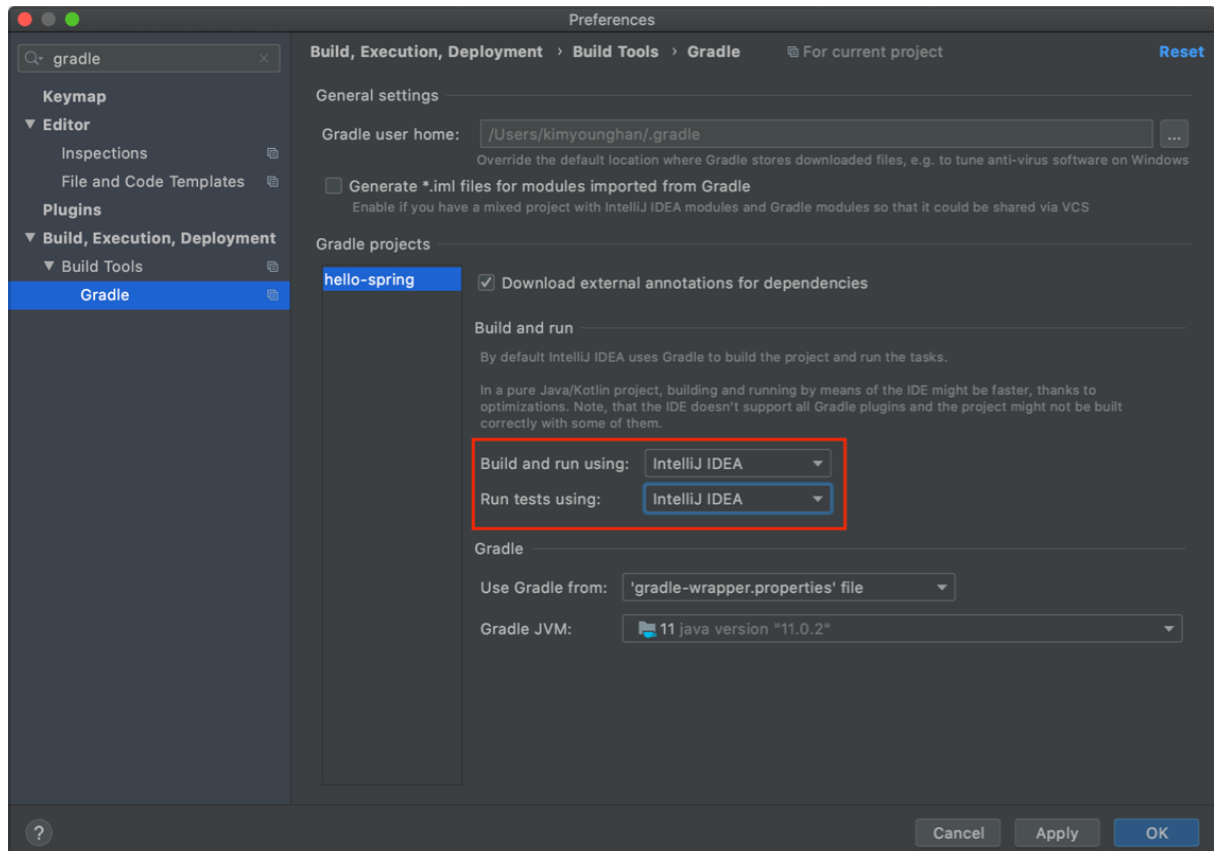 Preferences
gradle
Keymap
Editor
Inspections
File and Code Templates
Plugins
Build, Execution, Deployment
Build Tools
Gradle
Build, Execution, Deployment › Build Tools › Gradle
For current project
Reset
General settings
Gradle user home:
/Users/kimyounghan/.gradle
...
Override the default location where Gradle stores downloaded files, e.g. to tune anti-virus software on Windows
Generate *.iml files for modules imported from Gradle
Enable if you have a mixed project with IntelliJ IDEA modules and Gradle modules so that it could be shared via VCS
Gradle projects
hello-spring
Download external annotations for dependencies
Build and run
By default IntelliJ IDEA uses Gradle to build the project and run the tasks.
In a pure Java/Kotlin project, building and running by means of the IDE might be faster, thanks to
optimizations. Note, that the IDE doesn't support all Gradle plugins and the project might not be built
correctly with some of them.
Build and run using: IntelliJ IDEA
Run tests using: IntelliJ IDEA
Gradle
Use Gradle from: 'gradle-wrapper.properties' file
Gradle JVM: 11 java version "11.0.2"
?
Cancel
Apply
OK